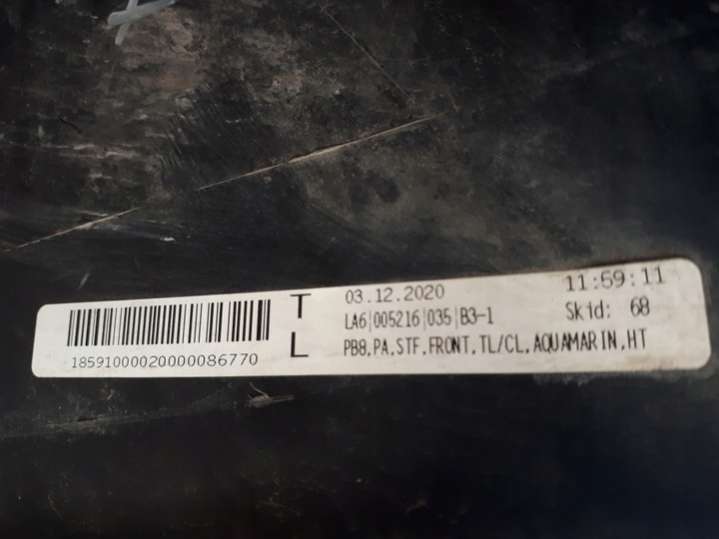 T
L
03.12.2020 11:59:11
LA6|005216|035|B3-1 Skid: 68
PB8,PA,STF,FRONT,TL/CL,AQUAMARIN,HT
18591000020000086770